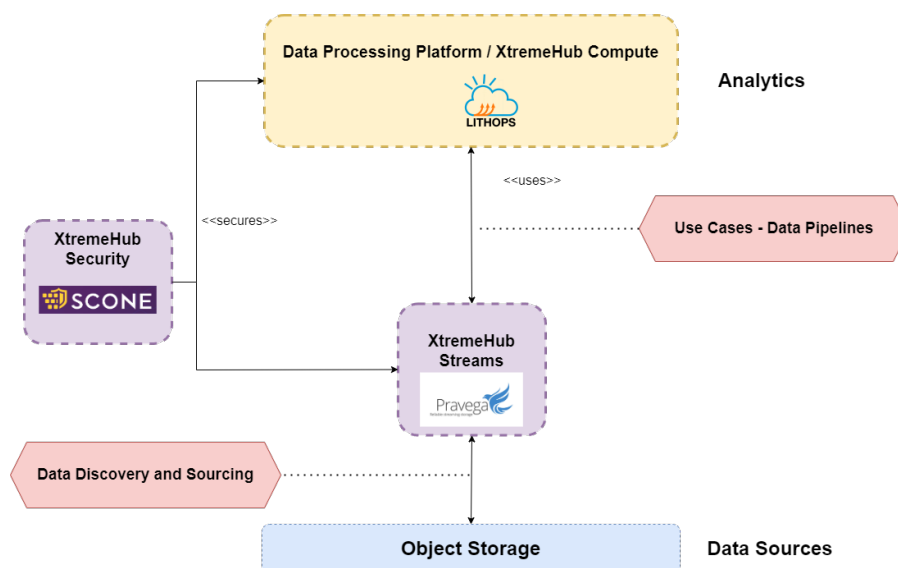 Data Processing Platform / XtremeHub Compute
LITHOPS
Analytics
<<uses>>
<<secures>>
Use Cases - Data Pipelines
XtremeHub
Security
SCONE
XtremeHub
Streams
Pravega
Data Discovery and Sourcing
Object Storage
Data Sources